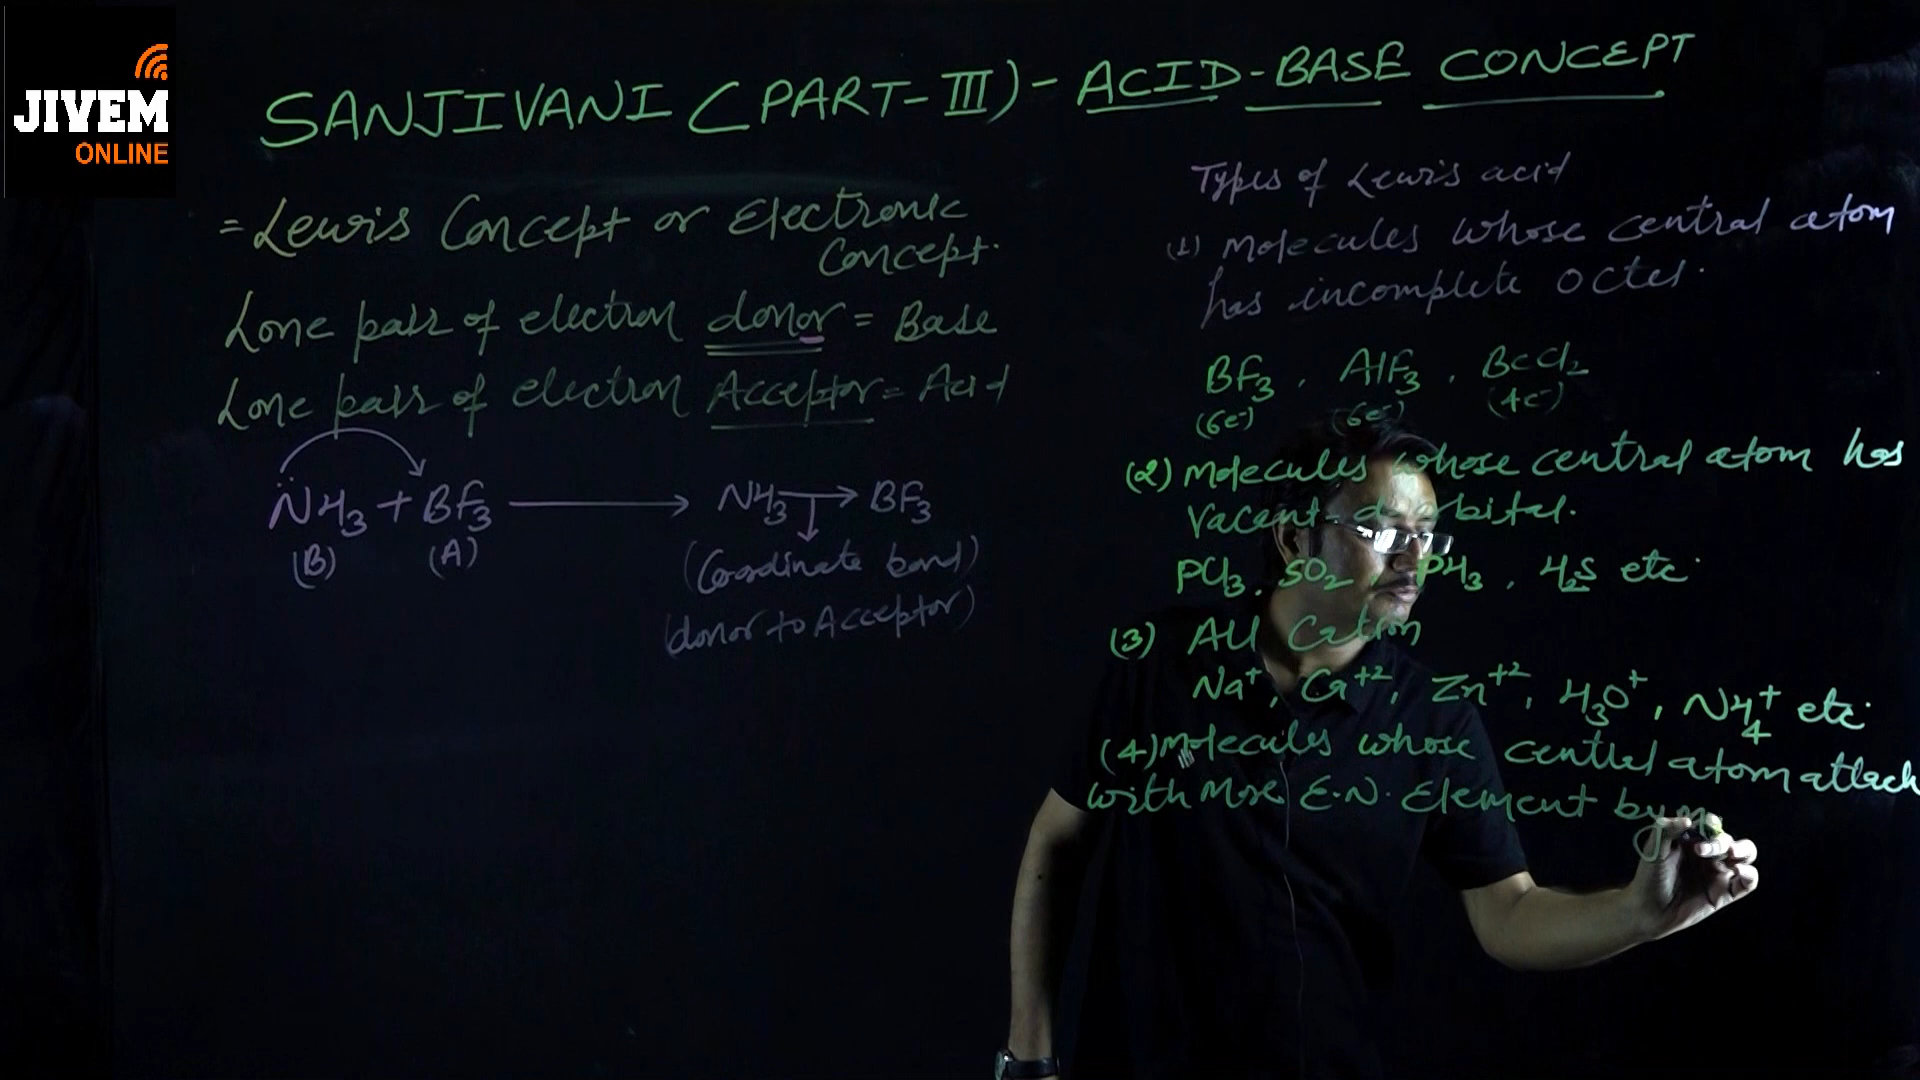 JIVEM
ONLINE
SANJIVANI (PART-III) - ACID-BASE CONCEPT
= Lewis Concept or Electronic
Concept.
Lone pair of electron donor = Base
Lone pair of electron Acceptor = Acid
N̈H₃ + BF₃ ⟶ NH₃ → BF₃
(B) (A)
(Coordinate bond)
(donor to Acceptor)
Types of Lewis acid
(1) Molecules whose central atom
has incomplete octet.
BF₃, AlF₃, BeCl₂
(6e⁻) (6e⁻) (4e⁻)
(2) Molecules whose central atom has
Vacant d-orbital.
PCl₃, SO₂, PH₃, H₂S etc.
(3) All Cation
Na⁺, Ca⁺², Zn⁺², H₃O⁺, NH₄⁺ etc.
(4) Molecules whose central atom attach
with More E.N. Element by